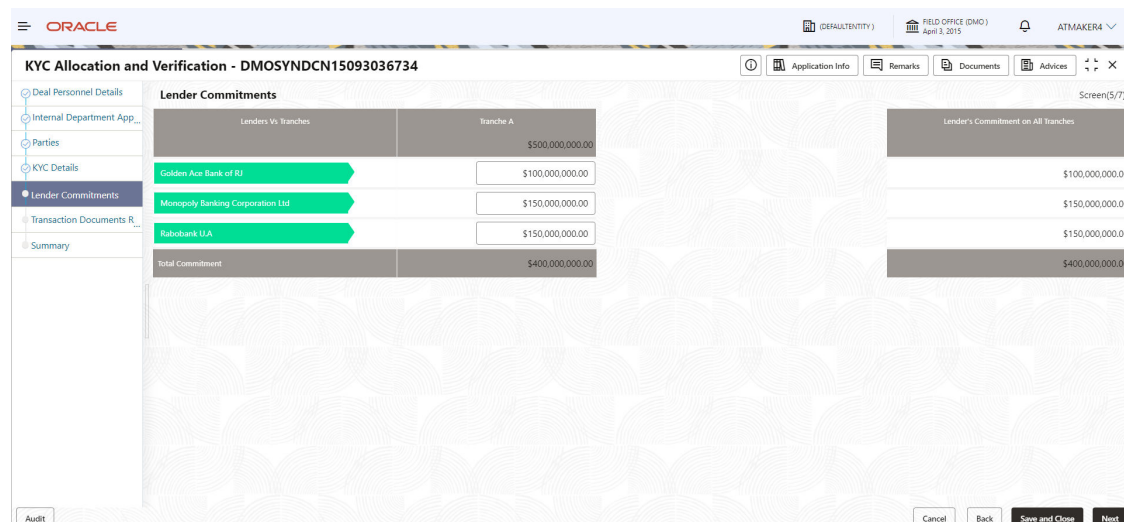 ORACLE
(DEFAULTENTITY )
FIELD OFFICE (DMO )
April 3, 2015
ATMAKER4
KYC Allocation and Verification - DMOSYNDCN15093036734
Application Info
Remarks
Documents
Advices
Deal Personnel Details
Internal Department App...
Parties
KYC Details
Lender Commitments
Transaction Documents R...
Summary
Lender Commitments
Screen(5/7)
Lenders Vs Tranches
Tranche A
Lender's Commitment on All Tranches
$500,000,000.00
Golden Ace Bank of RJ
$100,000,000.00
$100,000,000.0
Monopoly Banking Corporation Ltd
$150,000,000.00
$150,000,000.0
Rabobank U.A
$150,000,000.00
$150,000,000.0
Total Commitment
$400,000,000.00
$400,000,000.0
Audit
Cancel
Back
Save and Close
Next